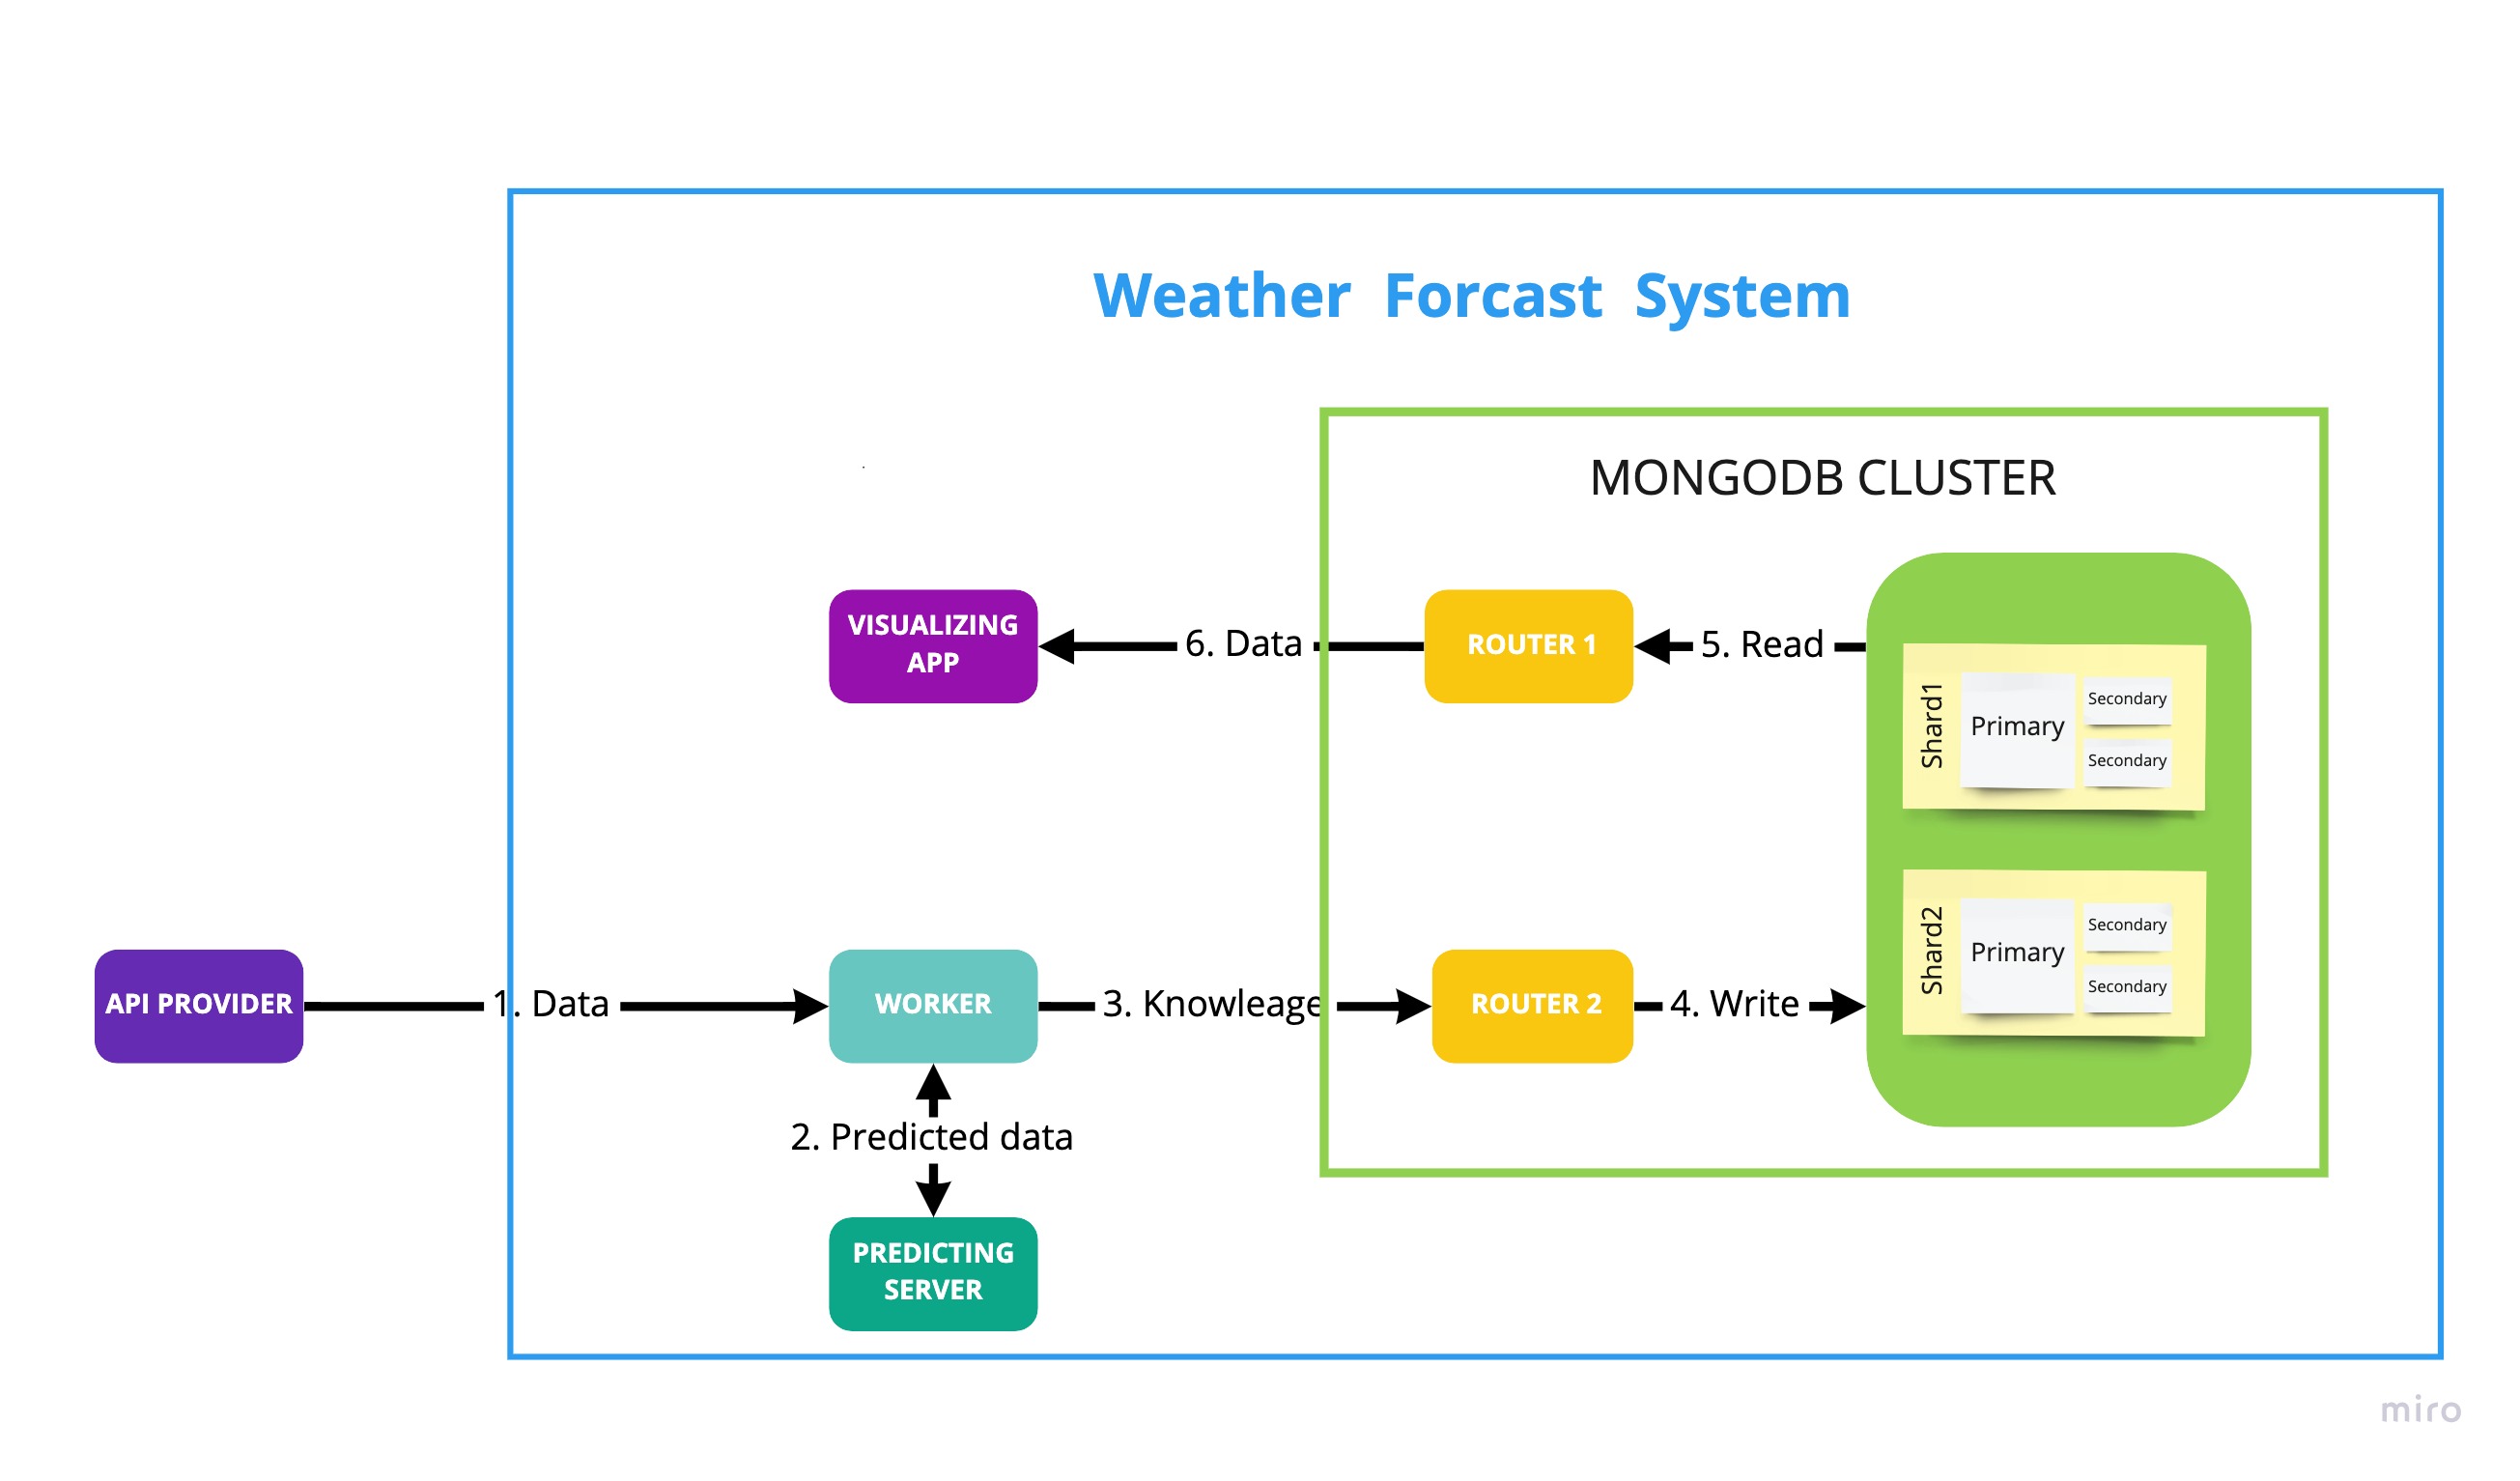 Weather Forcast System
MONGODB CLUSTER
VISUALIZING
APP
6. Data
ROUTER 1
5. Read
Shard1
Primary
Secondary
Secondary
API PROVIDER
1. Data
WORKER
3. Knowleage
ROUTER 2
4. Write
Shard2
Primary
Secondary
Secondary
2. Predicted data
PREDICTING
SERVER
miro